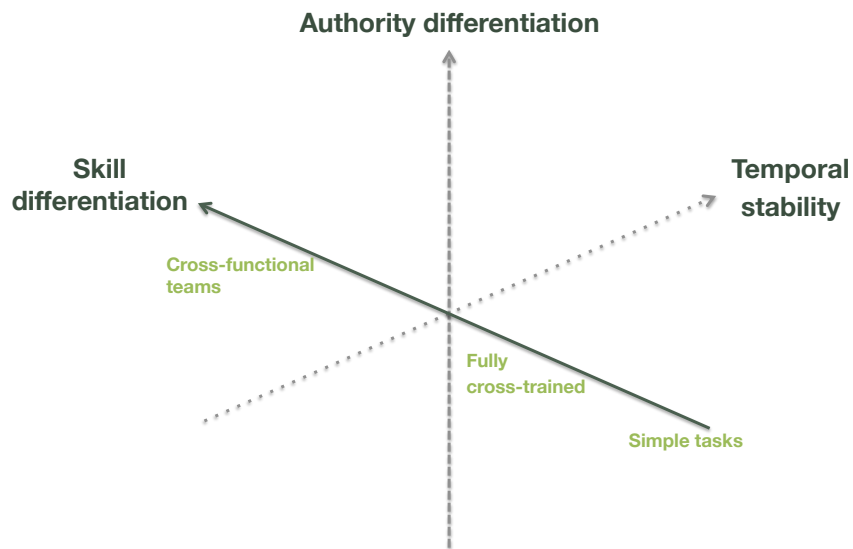 Authority differentiation
Skill
differentiation
Temporal
stability
Cross-functional
teams
Fully
cross-trained
Simple tasks